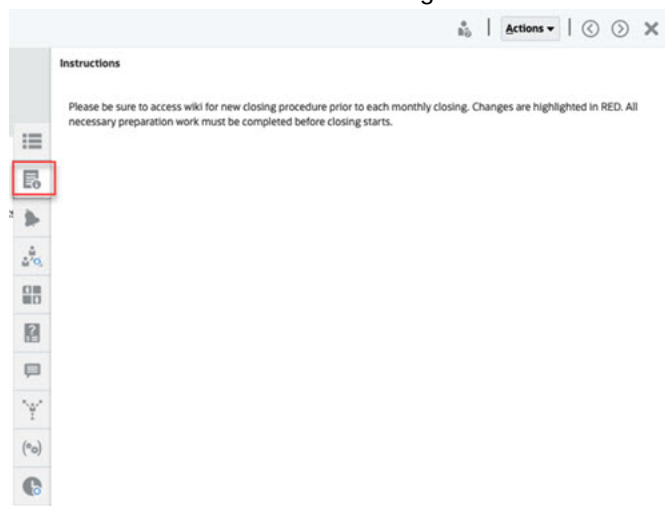 Actions
Instructions
Please be sure to access wiki for new closing procedure prior to each monthly closing. Changes are highlighted in RED. All
necessary preparation work must be completed before closing starts.